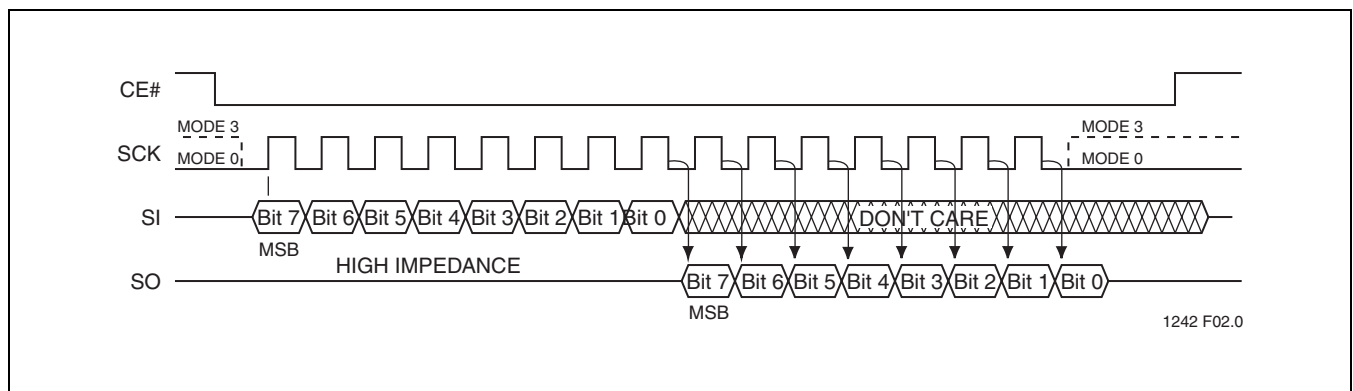 CE#
MODE 3
MODE 3
SCK
MODE 0
MODE 0
SI
Bit 7 Bit 6 Bit 5 Bit 4 Bit 3 Bit 2 Bit 1 Bit 0
DON'T CARE
MSB
HIGH IMPEDANCE
SO
Bit 7 Bit 6 Bit 5 Bit 4 Bit 3 Bit 2 Bit 1 Bit 0
MSB
1242 F02.0